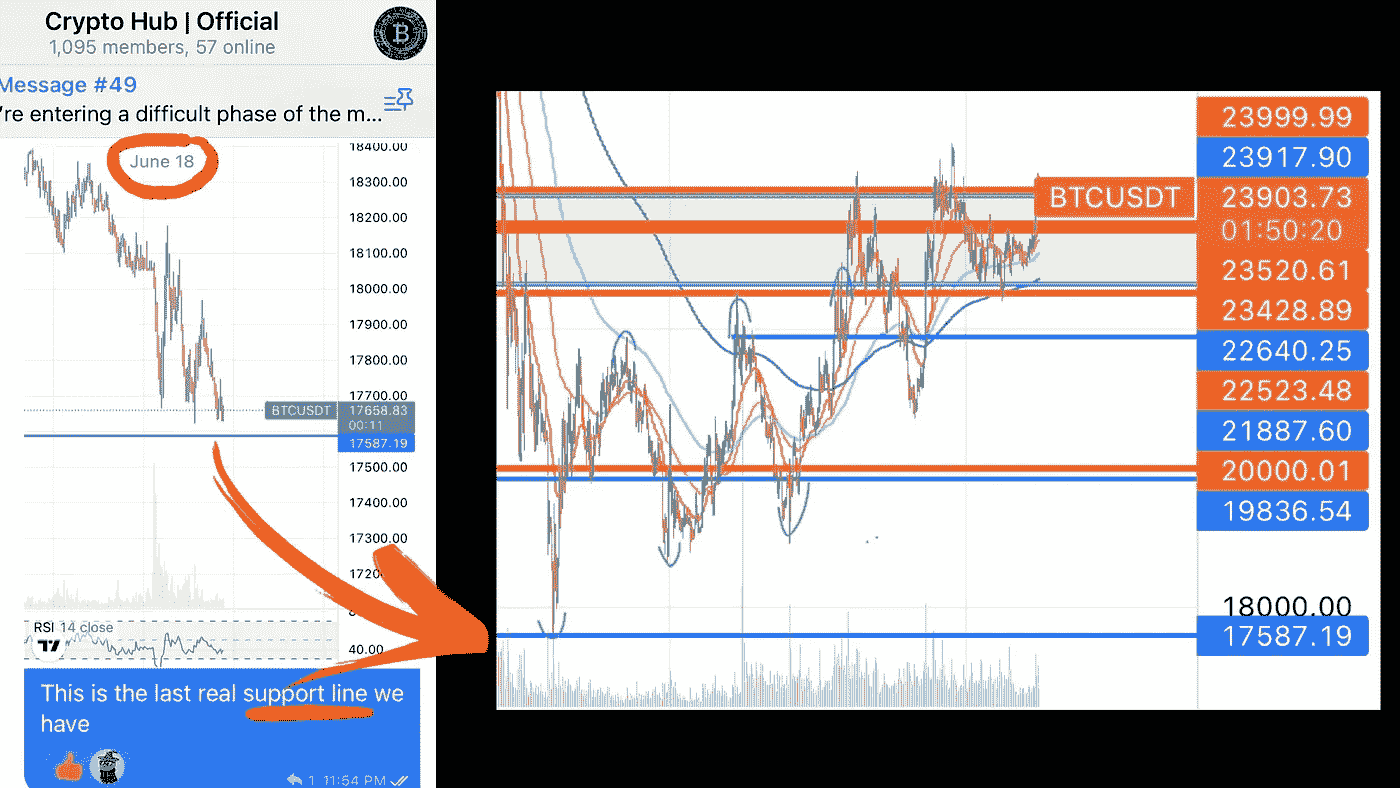 Crypto Hub | Official
1,095 members, 57 online
Message #49
're entering a difficult phase of the m...
June 18
18400.00
18300.00
18200.00
18100.00
18000.00
17900.00
17800.00
17700.00
BTCUSDT 17658.83
00:11
17587.19
17500.00
17400.00
17300.00
1720
RSI 14 close
40.00
This is the last real support line we
have
1 11:54 PM
23999.99
23917.90
BTCUSDT 23903.73
01:50:20
23520.61
23428.89
22640.25
22523.48
21887.60
20000.01
19836.54
18000.00
17587.19